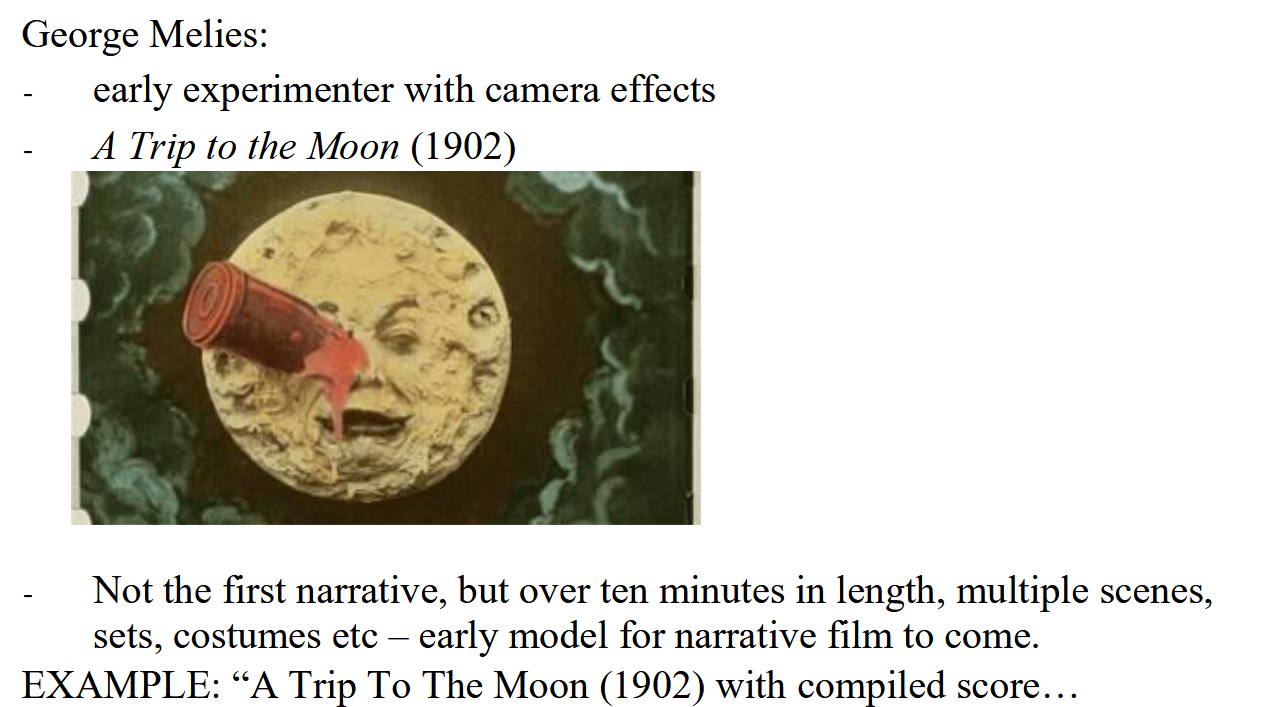 George Melies:
- early experimenter with camera effects
- A Trip to the Moon (1902)
- Not the first narrative, but over ten minutes in length, multiple scenes,
sets, costumes etc – early model for narrative film to come.
EXAMPLE: “A Trip To The Moon (1902) with compiled score…